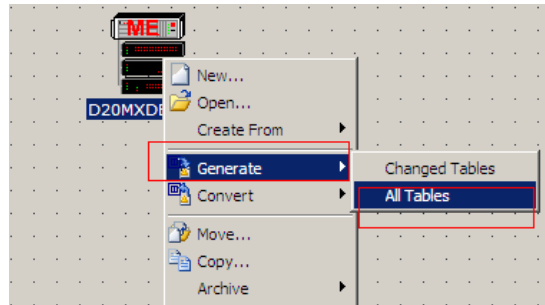 ME
D20MXDE
New...
Open...
Create From
Generate
Changed Tables
Convert
All Tables
Move...
Copy...
Archive